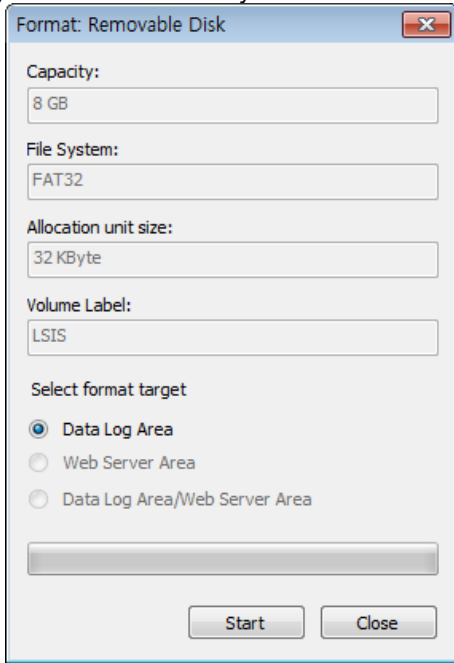 Format: Removable Disk
Capacity:
8 GB
File System:
FAT32
Allocation unit size:
32 KByte
Volume Label:
LSIS
Select format target
Data Log Area
Web Server Area
Data Log Area/Web Server Area
Start
Close